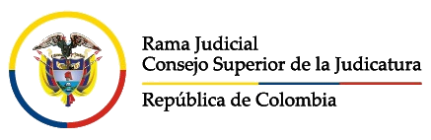 Rama Judicial
Consejo Superior de la Judicatura
República de Colombia